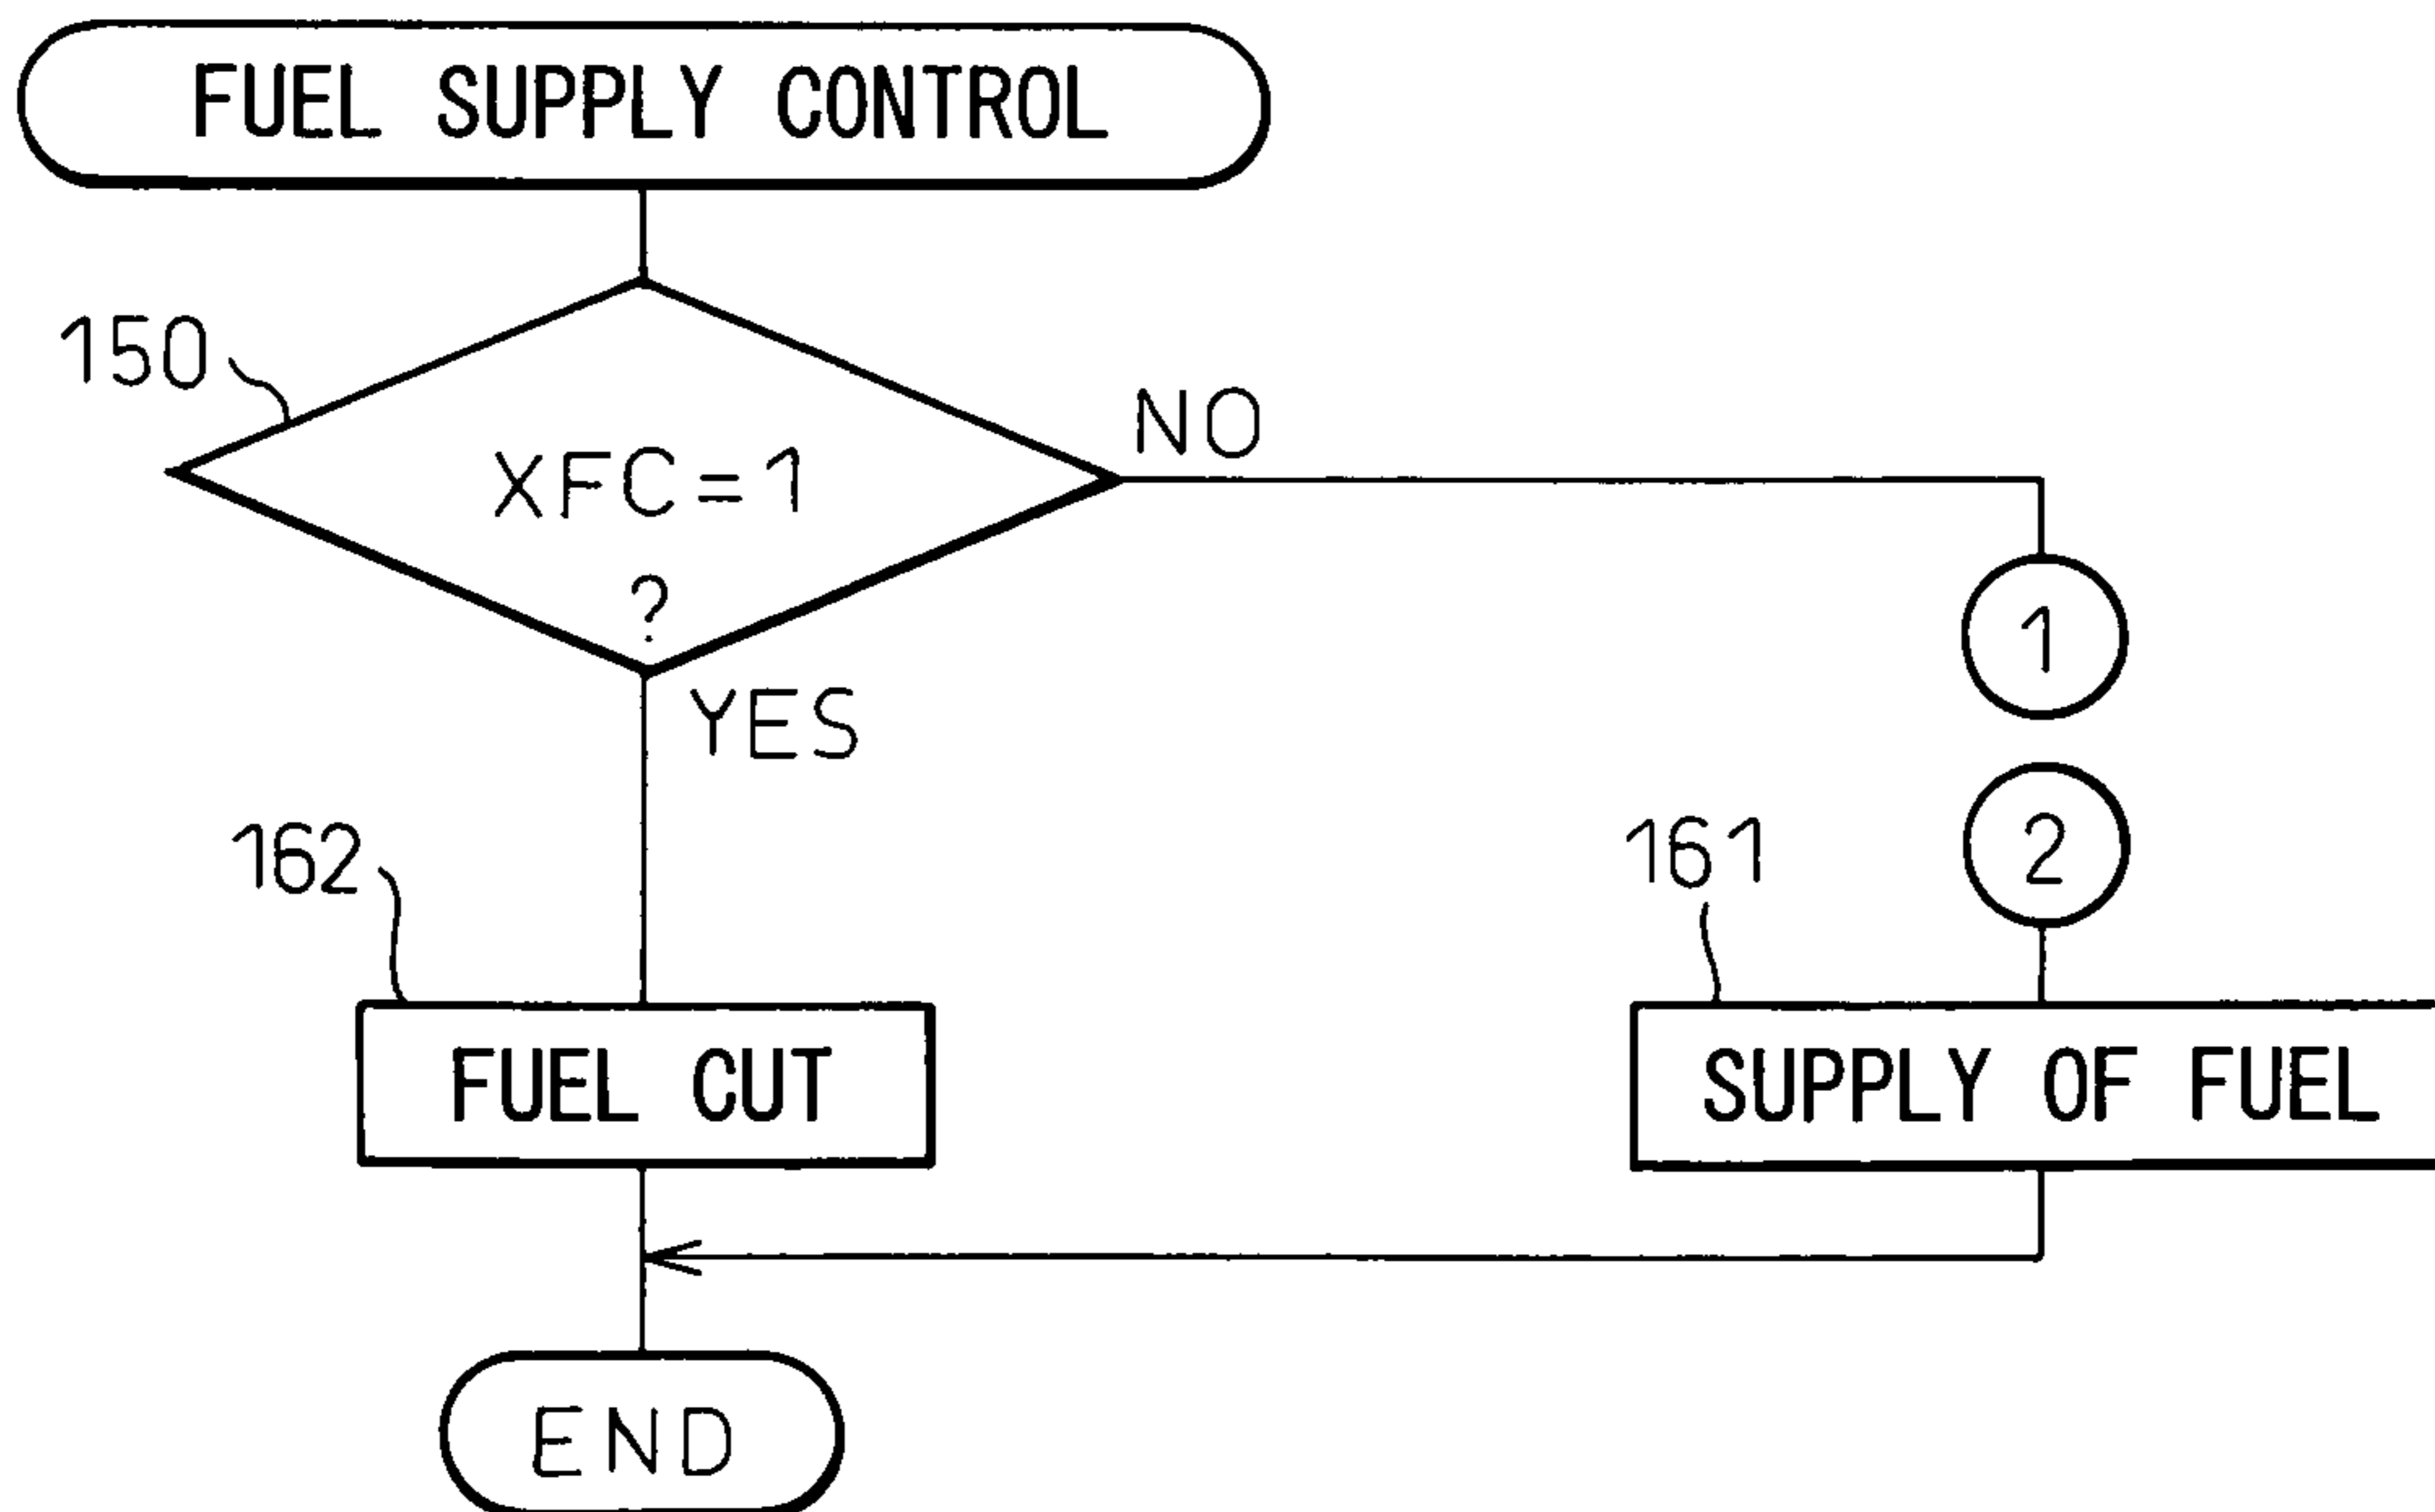 FUEL SUPPLY CONTROL
150
NO
XFC=1
?
1
YES
162
161
2
FUEL CUT
SUPPLY OF FUEL
END